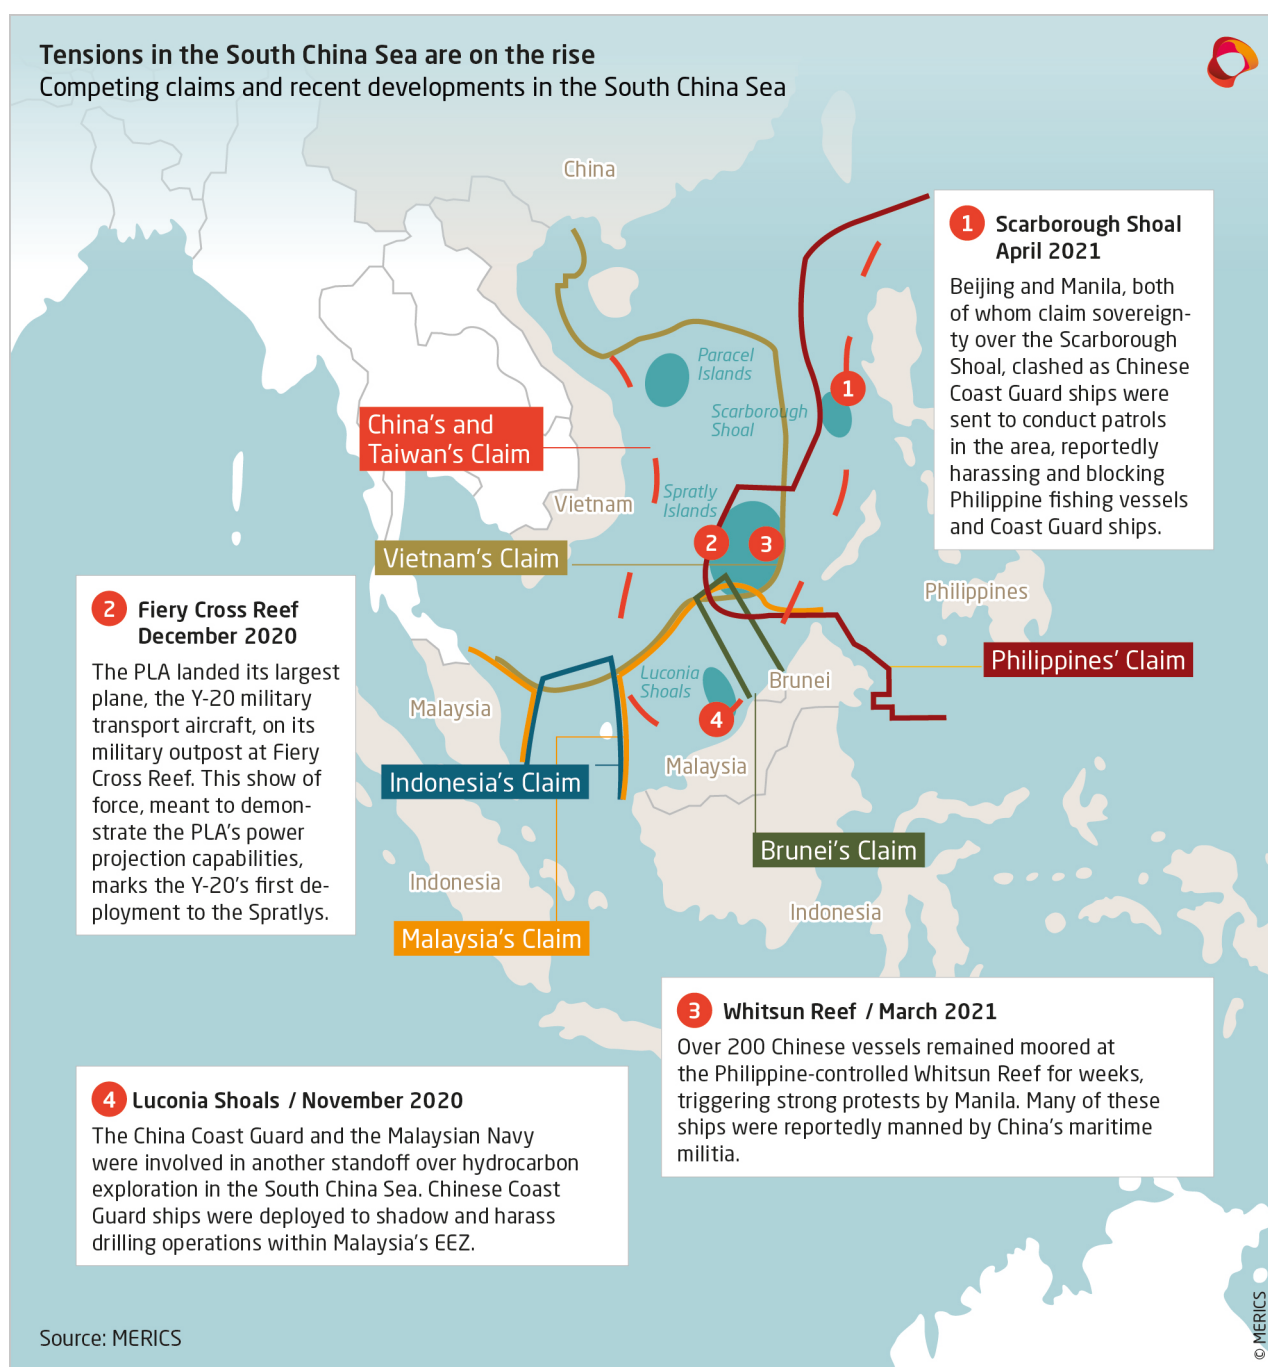 Tensions in the South China Sea are on the rise
Competing claims and recent developments in the South China Sea
China
1
Scarborough Shoal
April 2021
Beijing and Manila, both
of whom claim sovereign-
ty over the Scarborough
Shoal, clashed as Chinese
Coast Guard ships were
sent to conduct patrols
in the area, reportedly
harassing and blocking
Philippine fishing vessels
and Coast Guard ships.
Paracel
Islands
1
Scarborough
Shoal
China's and
Taiwan's Claim
Spratly
Islands
Vietnam
2
3
Vietnam's Claim
Philippines
2
Fiery Cross Reef
December 2020
The PLA landed its largest
plane, the Y-20 military
transport aircraft, on its
military outpost at Fiery
Cross Reef. This show of
force, meant to demon-
strate the PLA's power
projection capabilities,
marks the Y-20's first de-
ployment to the Spratlys.
Philippines' Claim
Luconia
Shoals
Brunei
Malaysia
4
Malaysia
Indonesia's Claim
Brunei's Claim
Indonesia
Indonesia
Malaysia's Claim
3
Whitsun Reef / March 2021
Over 200 Chinese vessels remained moored at
the Philippine-controlled Whitsun Reef for weeks,
triggering strong protests by Manila. Many of these
ships were reportedly manned by China's maritime
militia.
4
Luconia Shoals / November 2020
The China Coast Guard and the Malaysian Navy
were involved in another standoff over hydrocarbon
exploration in the South China Sea. Chinese Coast
Guard ships were deployed to shadow and harass
drilling operations within Malaysia's EEZ.
Source: MERICS
© MERICS